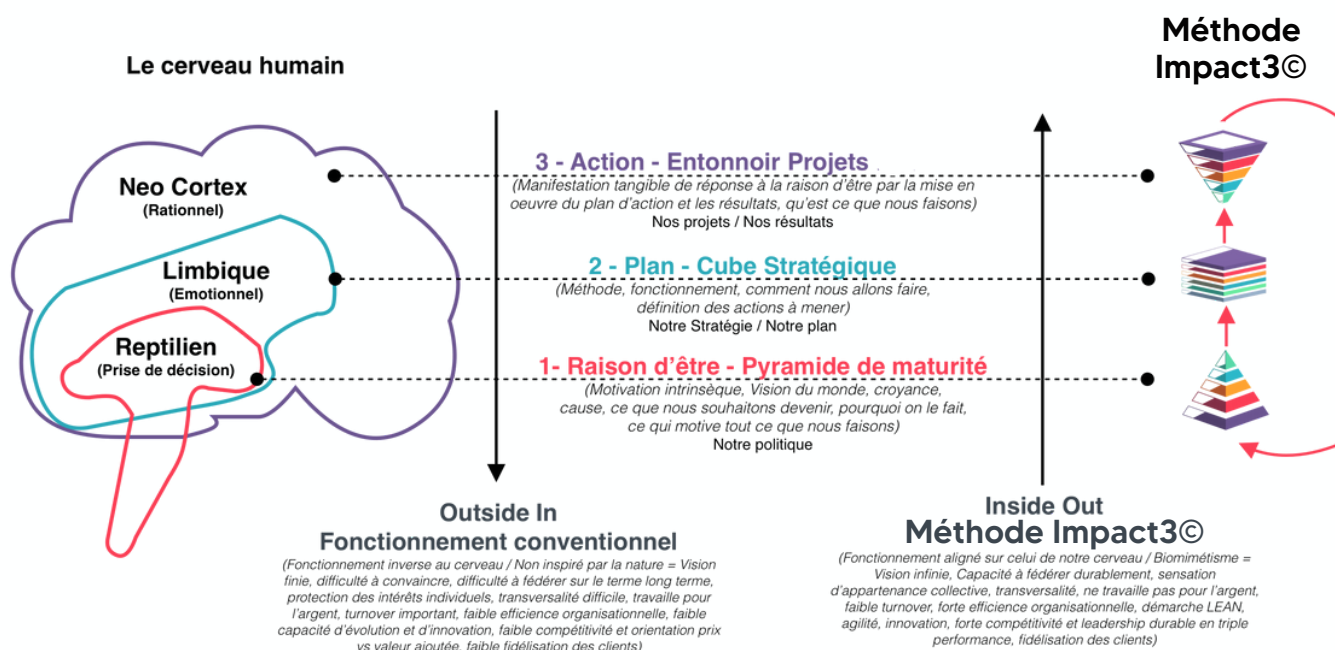 Méthode
Impact3©
Le cerveau humain
Neo Cortex
(Rationnel)
Limbique
(Emotionnel)
Reptilien
(Prise de décision)
3 - Action - Entonnoir Projets
(Manifestation tangible de réponse à la raison d'être par la mise en
oeuvre du plan d'action et les résultats, qu'est ce que nous faisons)
Nos projets / Nos résultats
2 - Plan - Cube Stratégique
(Méthode, fonctionnement, comment nous allons faire,
définition des actions à mener)
Notre Stratégie / Notre plan
1- Raison d'être - Pyramide de maturité
(Motivation intrinsèque, Vision du monde, croyance,
cause, ce que nous souhaitons devenir, pourquoi on le fait,
ce qui motive tout ce que nous faisons)
Notre politique
Outside In
Fonctionnement conventionnel
(Fonctionnement inverse au cerveau / Non inspiré par la nature = Vision
finie, difficulté à convaincre, difficulté à fédérer sur le terme long terme,
protection des intérêts individuels, transversalité difficile, travaille pour
l'argent, turnover important, faible efficience organisationnelle, faible
capacité d'évolution et d'innovation, faible compétitivité et orientation prix
vs valeur ajoutée, faible fidélisation des clients)
Inside Out
Méthode Impact3©
(Fonctionnement aligné sur celui de notre cerveau / Biomimétisme =
Vision infinie, Capacité à fédérer durablement, sensation
d'appartenance collective, transversalité, ne travaille pas pour l'argent,
faible turnover, forte efficience organisationnelle, démarche LEAN,
agilité, innovation, forte compétitivité et leadership durable en triple
performance, fidélisation des clients)